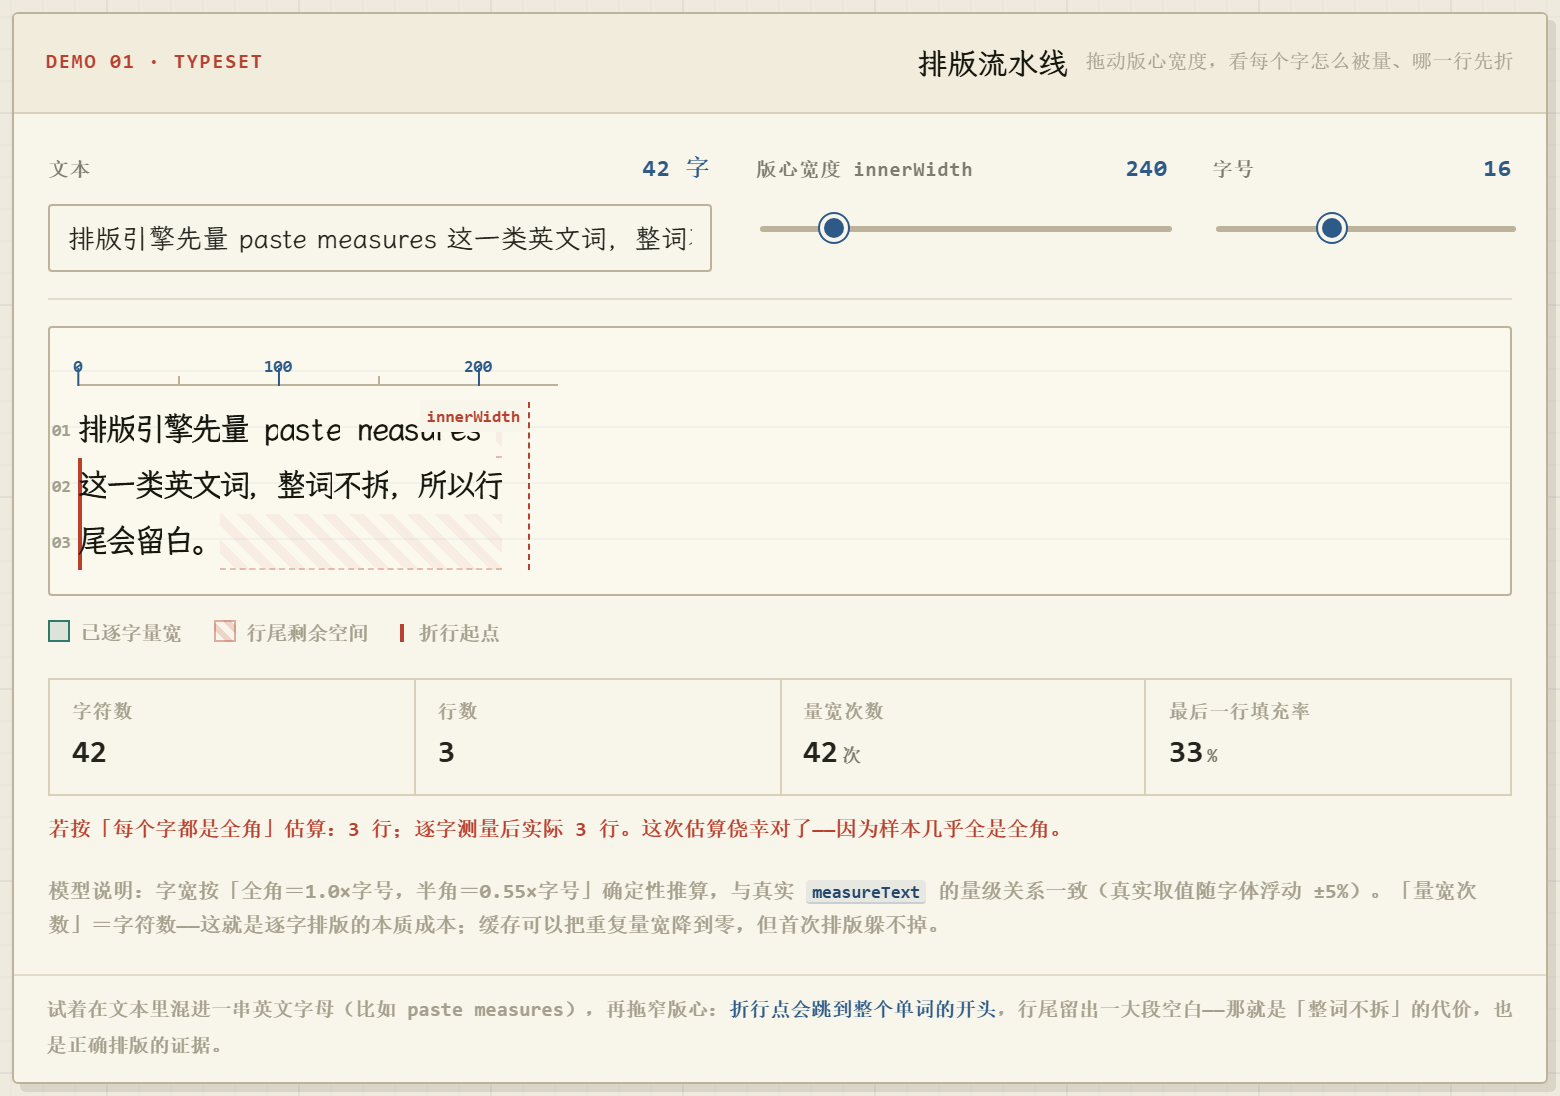 DEMO 01 · TYPESET
排版流水线 拖动版心宽度，看每个字怎么被量、哪一行先折
文本 42 字
版心宽度 innerWidth 240
字号 16
排版引擎先量 paste measures 这一类英文词，整词
0 100 200
innerWidth
01 排版引擎先量 paste measures
02 这一类英文词，整词不拆，所以行
03 尾会留白。
已逐字量宽 行尾剩余空间 折行起点
字符数 行数 量宽次数 最后一行填充率
42 3 42次 33%
若按「每个字都是全角」估算：3 行；逐字测量后实际 3 行。这次估算侥幸对了——因为样本几乎全是全角。
模型说明：字宽按「全角＝1.0×字号，半角＝0.55×字号」确定性推算，与真实 measureText 的量级关系一致（真实取值随字体浮动 ±5%）。「量宽次
数」＝字符数——这就是逐字排版的本质成本；缓存可以把重复量宽降到零，但首次排版躲不掉。
试着在文本里混进一串英文字母（比如 paste measures），再拖窄版心：折行点会跳到整个单词的开头，行尾留出一大段空白——那就是「整词不拆」的代价，也
是正确排版的证据。